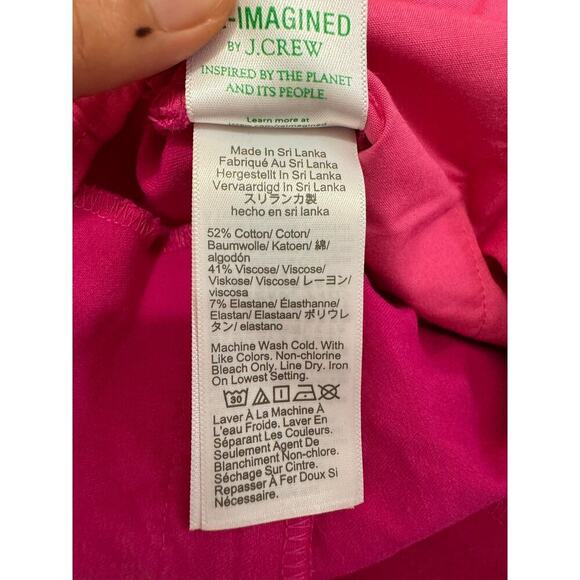 -IMAGINED
BY J.CREW
INSPIRED BY THE PLANET
AND ITS PEOPLE.
Learn more at
Made In Sri Lanka
Fabriqué Au Sri Lanka
Hergestellt In Sri Lanka
Vervaardigd In Sri Lanka
スリランカ製
hecho en sri lanka
52% Cotton/ Coton/
Baumwolle/ Katoen/ 綿/
algodón
41% Viscose/ Viscose/
Viskose/ Viscose/ レーヨン/
viscosa
7% Elastane/ Élasthanne/
Elastan/ Elastaan/ ポリウレ
タン/ elastano
Machine Wash Cold. With
Like Colors. Non-chlorine
Bleach Only. Line Dry. Iron
On Lowest Setting.
30
Laver À La Machine À
L'eau Froide. Laver En
Séparant Les Couleurs.
Seulement Agent De
Blanchiment Non-chlore.
Séchage Sur Cintre.
Repasser À Fer Doux Si
Nécessaire.